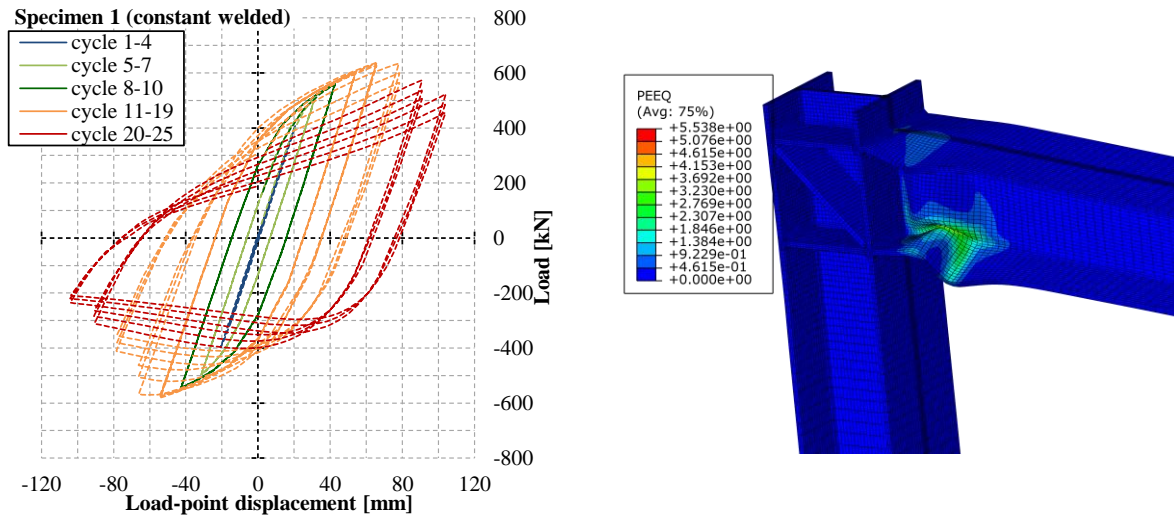 Specimen 1 (constant welded)
cycle 1-4
cycle 5-7
cycle 8-10
cycle 11-19
cycle 20-25
800
600
400
200
0
-200
-400
-600
-800
Load [kN]
-120 -80 -40 0 40 80 120
Load-point displacement [mm]
PEEQ
(Avg: 75%)
+5.538e+00
+5.076e+00
+4.615e+00
+4.153e+00
+3.692e+00
+3.230e+00
+2.769e+00
+2.307e+00
+1.846e+00
+1.384e+00
+9.229e-01
+4.615e-01
+0.000e+00